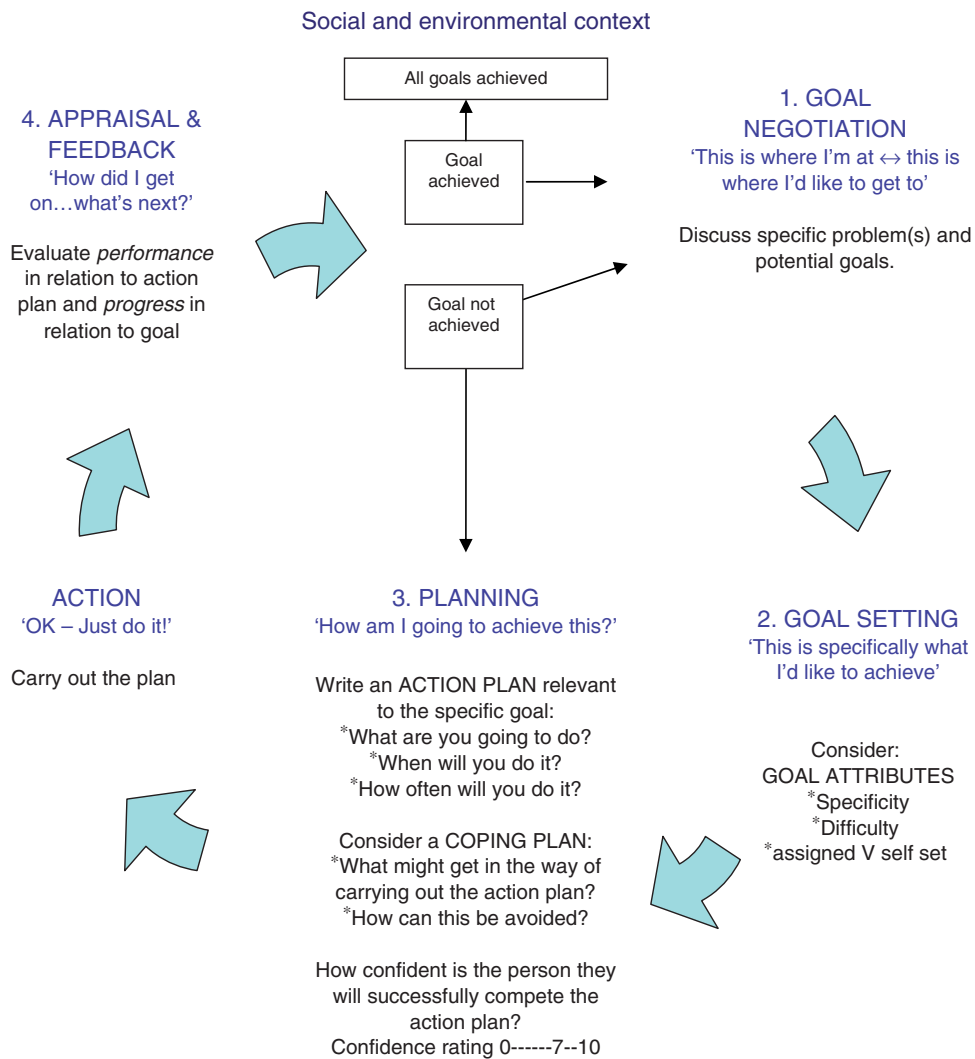 Social and environmental context
All goals achieved
Goal
achieved
Goal not
achieved
1. GOAL
NEGOTIATION
'This is where I'm at ↔ this is
where I'd like to get to'
Discuss specific problem(s) and
potential goals.
2. GOAL SETTING
'This is specifically what
I'd like to achieve'
Consider:
GOAL ATTRIBUTES
*Specificity
*Difficulty
*assigned V self set
3. PLANNING
'How am I going to achieve this?'
Write an ACTION PLAN relevant
to the specific goal:
*What are you going to do?
*When will you do it?
*How often will you do it?
Consider a COPING PLAN:
*What might get in the way of
carrying out the action plan?
*How can this be avoided?
How confident is the person they
will successfully compete the
action plan?
Confidence rating 0------7--10
ACTION
'OK – Just do it!'
Carry out the plan
4. APPRAISAL &
FEEDBACK
'How did I get
on…what's next?'
Evaluate performance
in relation to action
plan and progress in
relation to goal